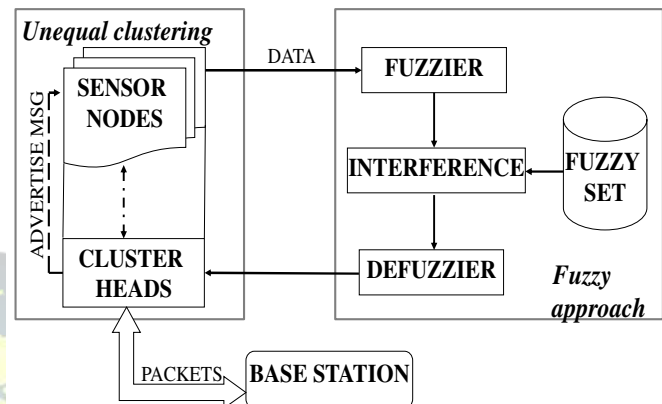 Unequal clustering
SENSOR
NODES
ADVERTISE MSG
CLUSTER
HEADS
DATA
FUZZIER
INTERFERENCE
FUZZY
SET
DEFUZZIER
Fuzzy
approach
PACKETS
BASE STATION